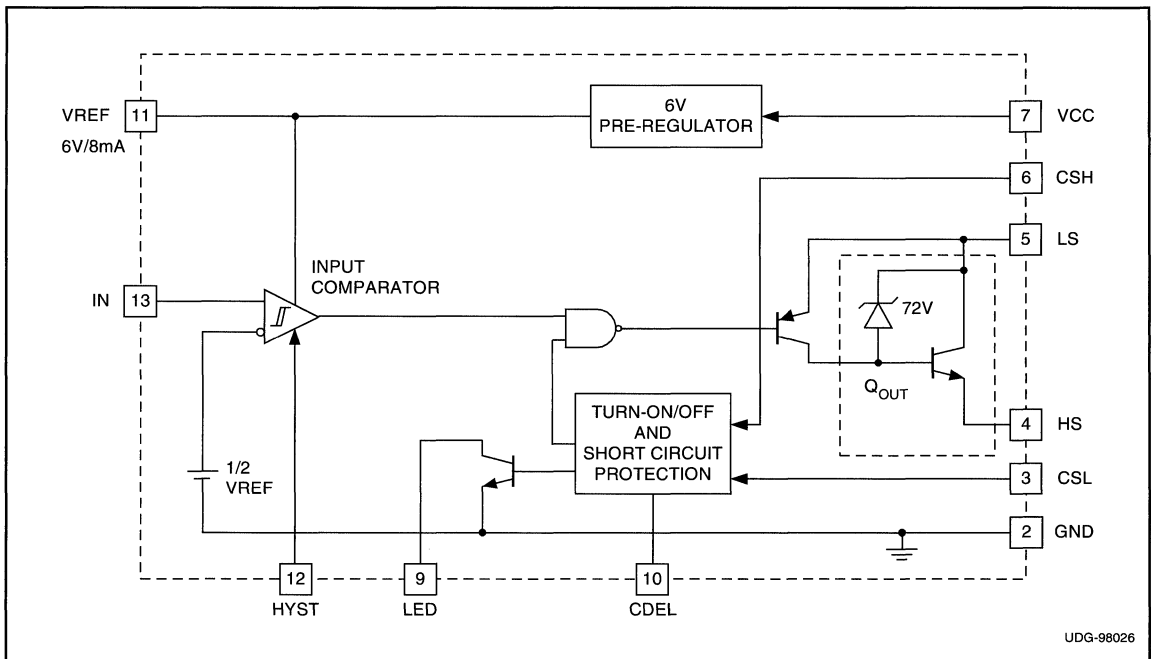 VREF
11
6V/8mA
6V
PRE-REGULATOR
7
VCC
6
CSH
5
LS
INPUT
COMPARATOR
IN
13
72V
QOUT
TURN-ON/OFF
AND
SHORT CIRCUIT
PROTECTION
4
HS
1/2
VREF
3
CSL
2
GND
12
HYST
9
LED
10
CDEL
UDG-98026